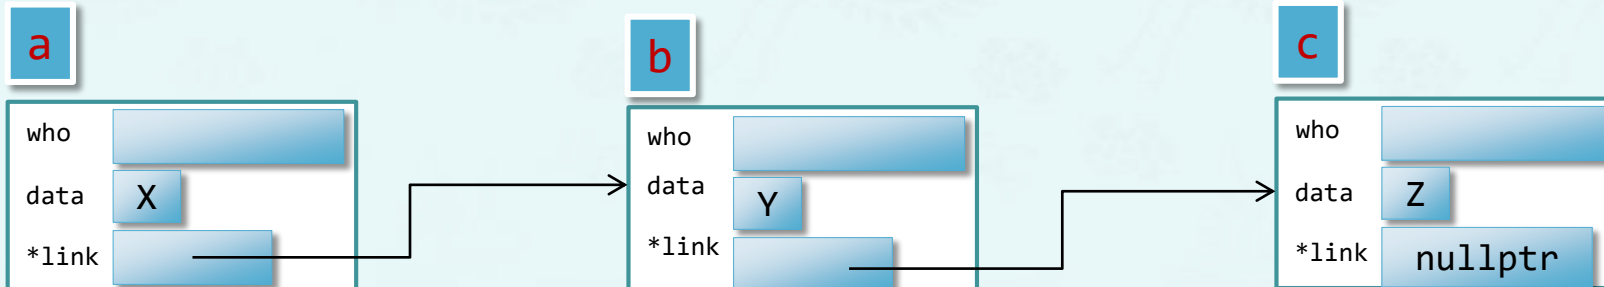 a
who
data X
*link
b
who
data Y
*link
c
who
data Z
*link nullptr